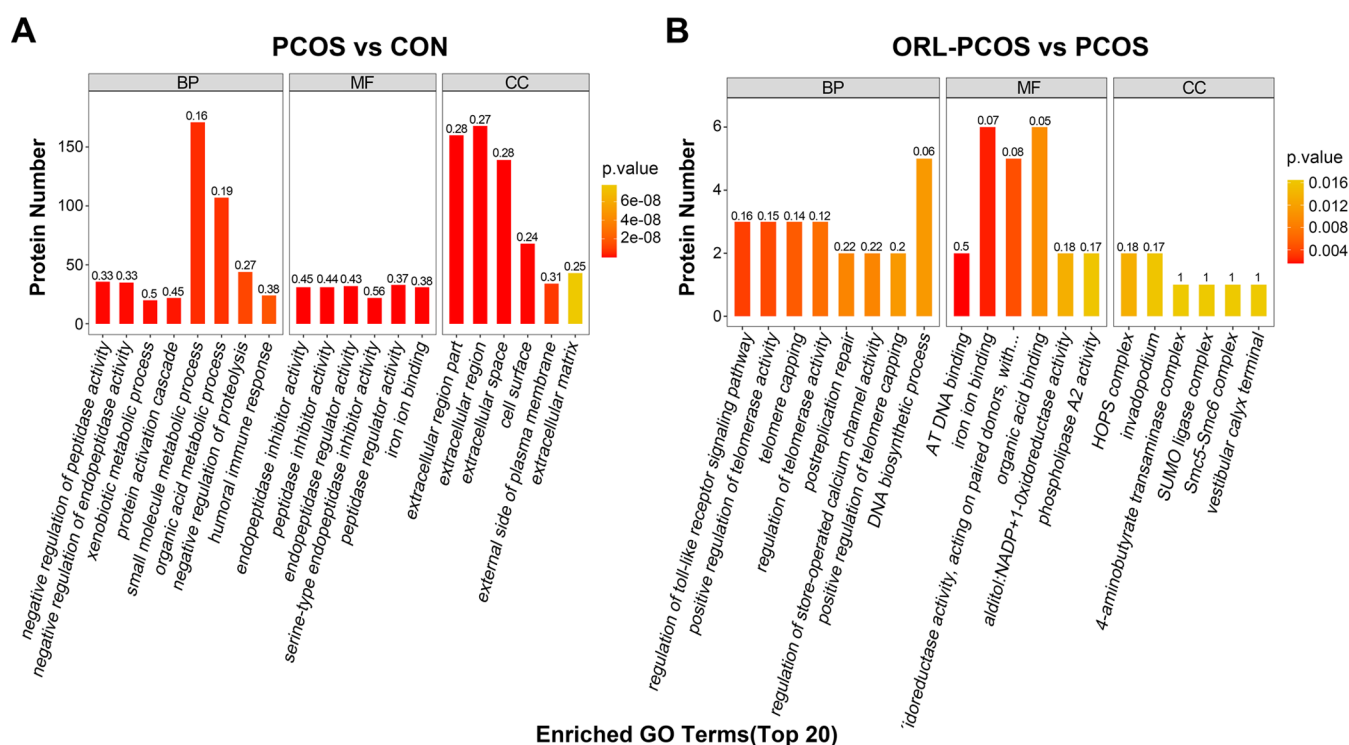 A
PCOS vs CON
BP
MF
CC
Protein Number
150
100
50
0
0.33
0.33
0.5
0.45
0.16
0.19
0.27
0.38
0.45
0.44
0.43
0.56
0.37
0.38
0.28
0.27
0.28
0.24
0.31
0.25
p.value
6e-08
4e-08
2e-08
negative regulation of peptidase activity
negative regulation of endopeptidase activity
xenobiotic metabolic process
protein activation cascade
small molecule metabolic process
organic acid metabolic process
negative regulation of proteolysis
humoral immune response
endopeptidase inhibitor activity
peptidase inhibitor activity
endopeptidase regulator activity
serine-type endopeptidase inhibitor activity
peptidase regulator activity
iron ion binding
extracellular region part
extracellular region
extracellular space
cell surface
external side of plasma membrane
extracellular matrix
B
ORL-PCOS vs PCOS
BP
MF
CC
Protein Number
6
4
2
0
0.16
0.15
0.14
0.12
0.22
0.22
0.2
0.06
0.5
0.07
0.08
0.05
0.18
0.17
0.18
0.17
1
1
1
1
p.value
0.016
0.012
0.008
0.004
regulation of toll-like receptor signaling pathway
positive regulation of telomerase activity
telomere capping
regulation of telomerase activity
postreplication repair
regulation of store-operated calcium channel activity
positive regulation of telomere capping
DNA biosynthetic process
AT DNA binding
iron ion binding
idoreductase activity, acting on paired donors, with...
organic acid binding
alditol:NADP+1-0xidoreductase activity
phospholipase A2 activity
HOPS complex
invadopodium
4-aminobutyrate transaminase complex
SUMO ligase complex
Smc5-Smc6 complex
vestibular calyx terminal
Enriched GO Terms(Top 20)